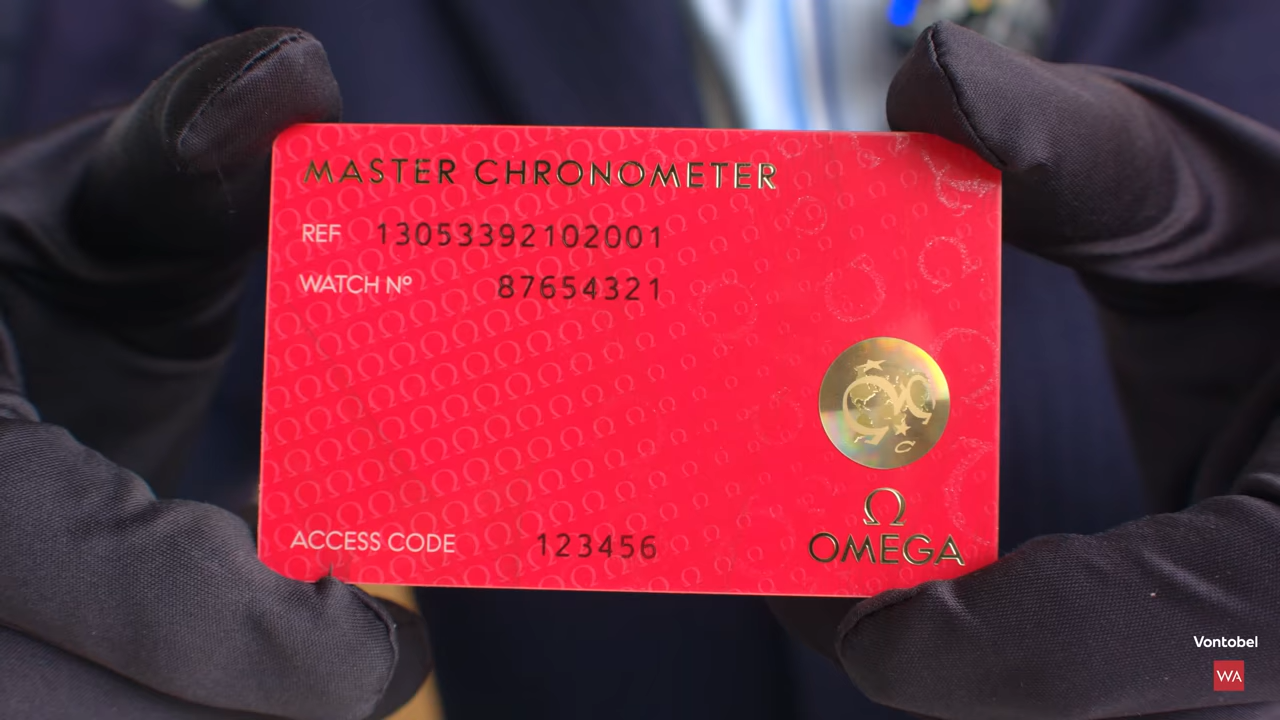 MASTER CHRONOMETER
REF 13053392102001
WATCH Nº 87654321
ACCESS CODE 123456
Ω
OMEGA
Vontobel
WA